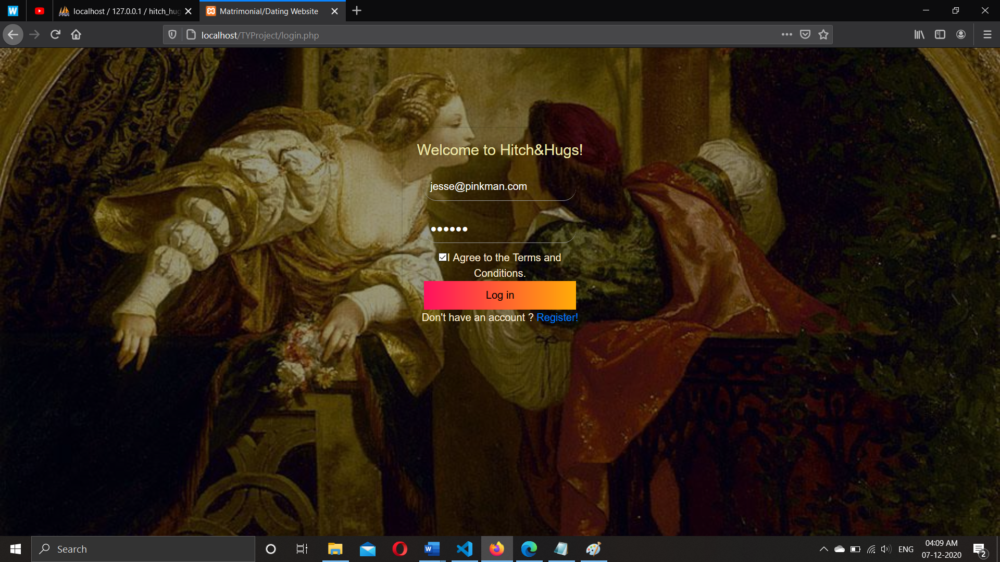 localhost / 127.0.0.1 / hitch_hug
Matrimonial/Dating Website
localhost/TYProject/login.php
Welcome to Hitch&Hugs!
jesse@pinkman.com
●●●●●●
I Agree to the Terms and
Conditions.
Log in
Don't have an account ? Register!
Search
ENG
04:09 AM
07-12-2020
2